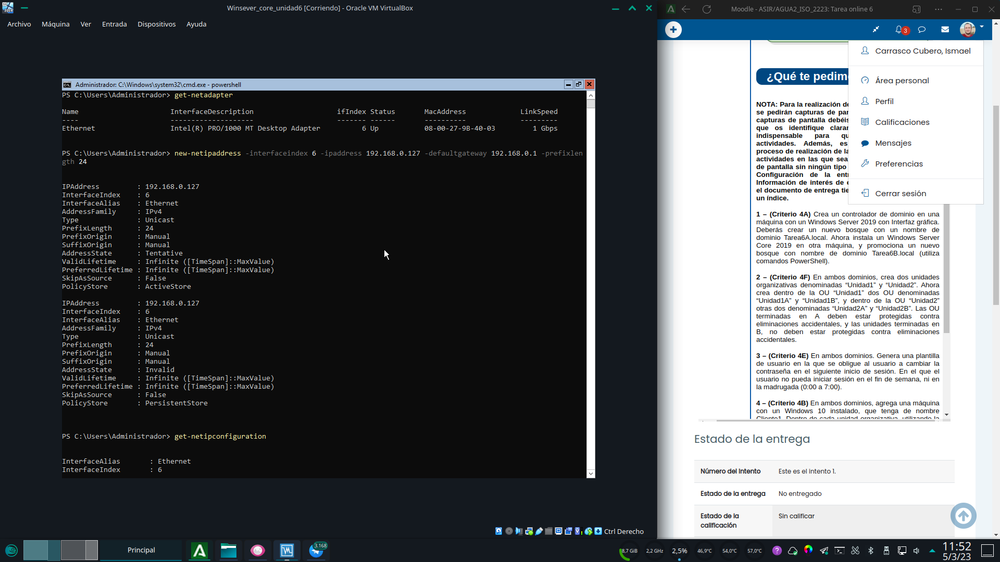 Winsever_core_unidad6 [Corriendo] - Oracle VM VirtualBox
Archivo Máquina Ver Entrada Dispositivos Ayuda
Administrador: C:\Windows\system32\cmd.exe - powershell
PS C:\Users\Administrador> get-netadapter
Name InterfaceDescription ifIndex Status MacAddress LinkSpeed
---- -------------------- ------- ------ ---------- ---------
Ethernet Intel(R) PRO/1000 MT Desktop Adapter 6 Up 08-00-27-9B-40-03 1 Gbps
PS C:\Users\Administrador> new-netipaddress -interfaceindex 6 -ipaddress 192.168.0.127 -defaultgateway 192.168.0.1 -prefixlen
gth 24
IPAddress : 192.168.0.127
InterfaceIndex : 6
InterfaceAlias : Ethernet
AddressFamily : IPv4
Type : Unicast
PrefixLength : 24
PrefixOrigin : Manual
SuffixOrigin : Manual
AddressState : Tentative
ValidLifetime : Infinite ([TimeSpan]::MaxValue)
PreferredLifetime : Infinite ([TimeSpan]::MaxValue)
SkipAsSource : False
PolicyStore : ActiveStore
IPAddress : 192.168.0.127
InterfaceIndex : 6
InterfaceAlias : Ethernet
AddressFamily : IPv4
Type : Unicast
PrefixLength : 24
PrefixOrigin : Manual
SuffixOrigin : Manual
AddressState : Invalid
ValidLifetime : Infinite ([TimeSpan]::MaxValue)
PreferredLifetime : Infinite ([TimeSpan]::MaxValue)
SkipAsSource : False
PolicyStore : PersistentStore
PS C:\Users\Administrador> get-netipconfiguration
InterfaceAlias : Ethernet
InterfaceIndex : 6
Ctrl Derecho
Moodle - ASIR/AGUA2_ISO_2223: Tarea online 6
3
Carrasco Cubero, Ismael
Área personal
Perfil
Calificaciones
Mensajes
Preferencias
Cerrar sesión
¿Qué te pedim
NOTA: Para la realización de
se pedirán capturas de par
capturas de pantalla debéis
que os identifique claran
indispensable para qu
actividades. Además, es
proceso de realización de la
actividades en las que sea
de pantalla sin ningún tipo
Configuración de la entr
Información de interés de e
el documento de entrega tie
un índice.
1 – (Criterio 4A) Crea un controlador de dominio en una
máquina con un Windows Server 2019 con Interfaz gráfica.
Deberás crear un nuevo bosque con un nombre de
dominio Tarea6A.local. Ahora instala un Windows Server
Core 2019 en otra máquina, y promociona un nuevo
bosque con nombre de dominio Tarea6B.local (utiliza
comandos PowerShell).
2 – (Criterio 4F) En ambos dominios, crea dos unidades
organizativas denominadas “Unidad1” y “Unidad2”. Ahora
crea dentro de la OU “Unidad1” dos OU denominadas
“Unidad1A” y “Unidad1B”, y dentro de la OU “Unidad2”
otras dos denominadas “Unidad2A” y “Unidad2B”. Las OU
terminadas en A deben estar protegidas contra
eliminaciones accidentales, y las unidades terminadas en
B, no deben estar protegidas contra eliminaciones
accidentales.
3 – (Criterio 4E) En ambos dominios. Genera una plantilla
de usuario en la que se obligue al usuario a cambiar la
contraseña en el siguiente inicio de sesión. En el que el
usuario no pueda iniciar sesión en el fin de semana, ni en
la madrugada (0:00 a 7:00).
4 – (Criterio 4B) En ambos dominios, agrega una máquina
con un Windows 10 instalado, que tenga de nombre
Cliente1. Dentro de cada unidad organizativa, utilizando la
Estado de la entrega
Número del intento Este es el intento 1.
Estado de la entrega No entregado
Estado de la calificación Sin calificar
Principal
3.168
8,7 GiB
2,2 GHz
2,5%
46,9°C
54,0°C
57,0°C
11:52
5/3/23